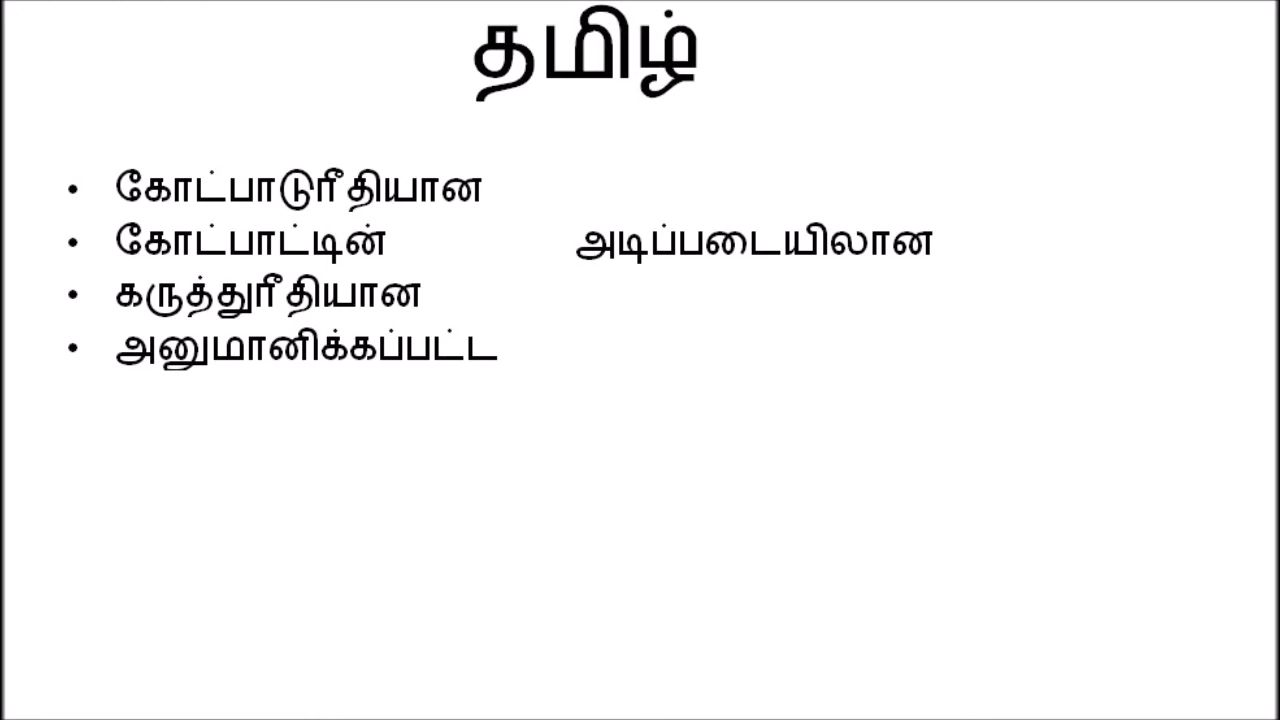 தமிழ்
• கோட்பாடுரீதியான
• கோட்பாட்டின் அடிப்படையிலான
• கருத்துரீதியான
• அனுமானிக்கப்பட்ட